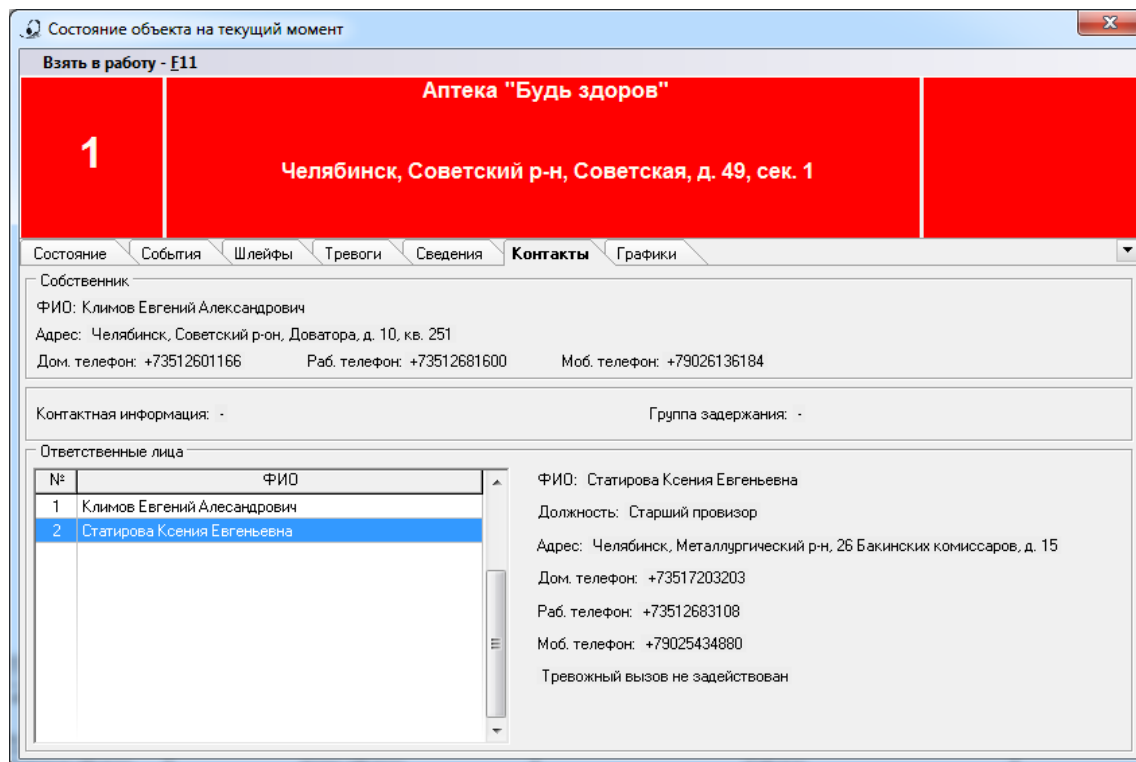 Состояние объекта на текущий момент
Взять в работу - F11
1
Аптека "Будь здоров"
Челябинск, Советский р-н, Советская, д. 49, сек. 1
Состояние События Шлейфы Тревоги Сведения Контакты Графики
Собственник
ФИО: Климов Евгений Александрович
Адрес: Челябинск, Советский р-он, Доватора, д. 10, кв. 251
Дом. телефон: +73512601166 Раб. телефон: +73512681600 Моб. телефон: +79026136184
Контактная информация: - Группа задержания: -
Ответственные лица
№ ФИО
1 Климов Евгений Алесандрович
2 Статирова Ксения Евгеньевна
ФИО: Статирова Ксения Евгеньевна
Должность: Старший провизор
Адрес: Челябинск, Металлургический р-н, 26 Бакинских комиссаров, д. 15
Дом. телефон: +73517203203
Раб. телефон: +73512683108
Моб. телефон: +79025434880
Тревожный вызов не задействован